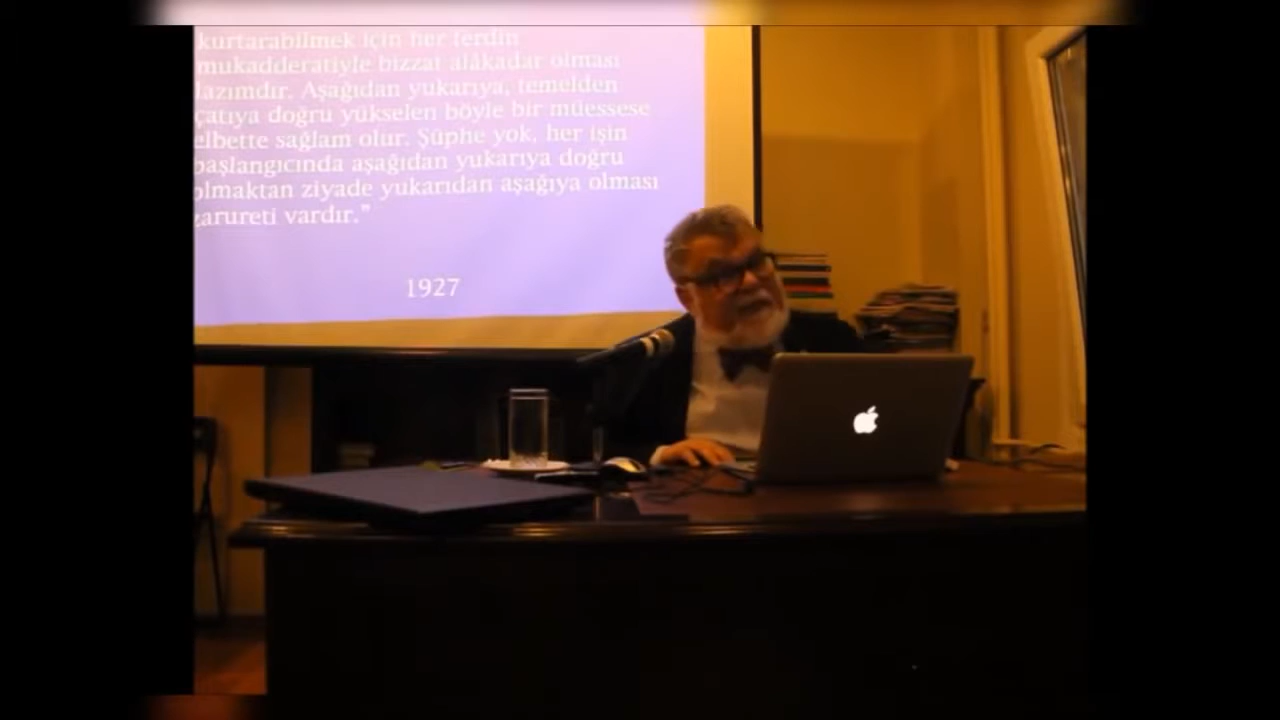 kurtarabilmek için her ferdin
mukadderatiyle bizzat alâkadar olması
lazımdır. Aşağıdan yukarıya, temelden
çatıya doğru yükselen böyle bir müessese
elbette sağlam olur. Şüphe yok, her işin
başlangıcında aşağıdan yukarıya doğru
olmaktan ziyade yukarıdan aşağıya olması
zarureti vardır.”
1927